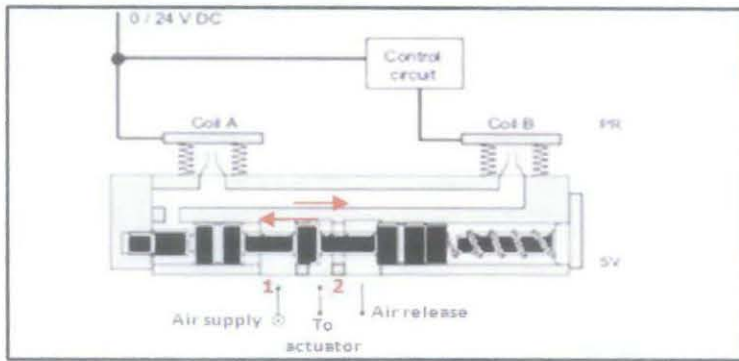 0 / 24 V DC
Control
circuit
Coil A
Coil B
PR
SV
1
2
Air supply
To
actuator
Air release